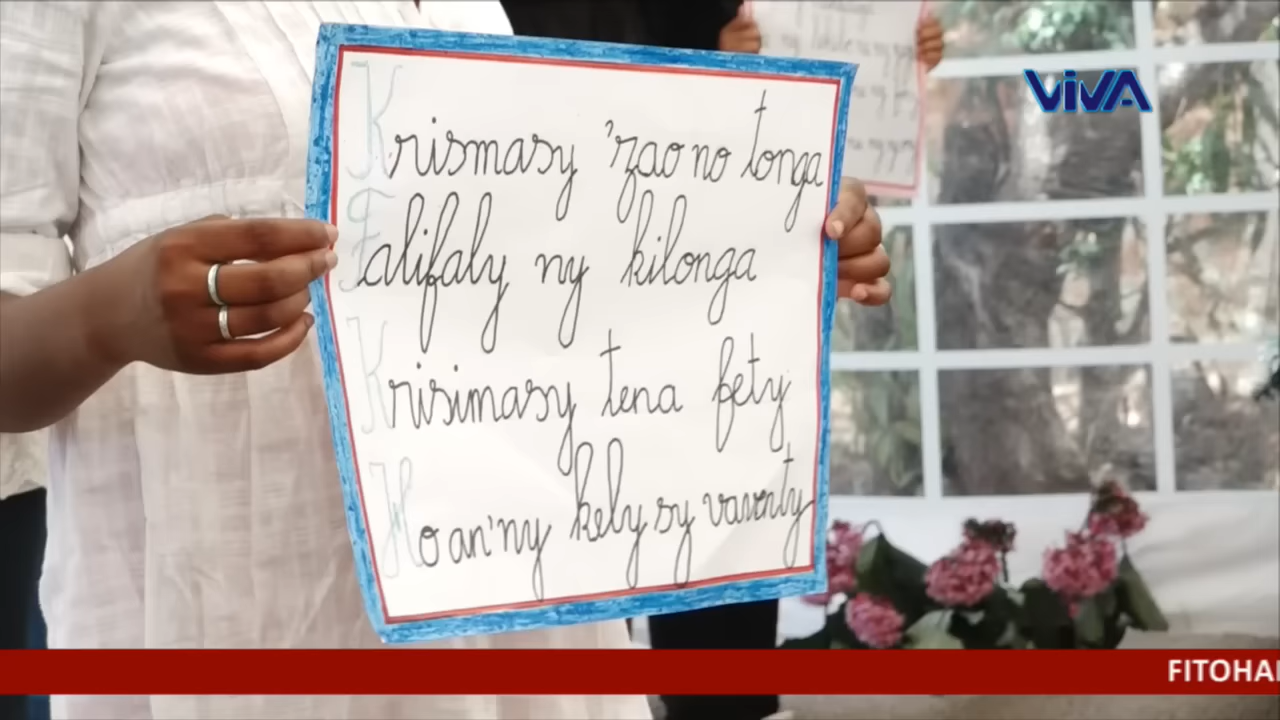 ViVA
Krismasy 'zao no tonga
Falifaly ny kilonga
Krisimasy tena fety
Ho an'ny kely sy vaventy
FITOHA